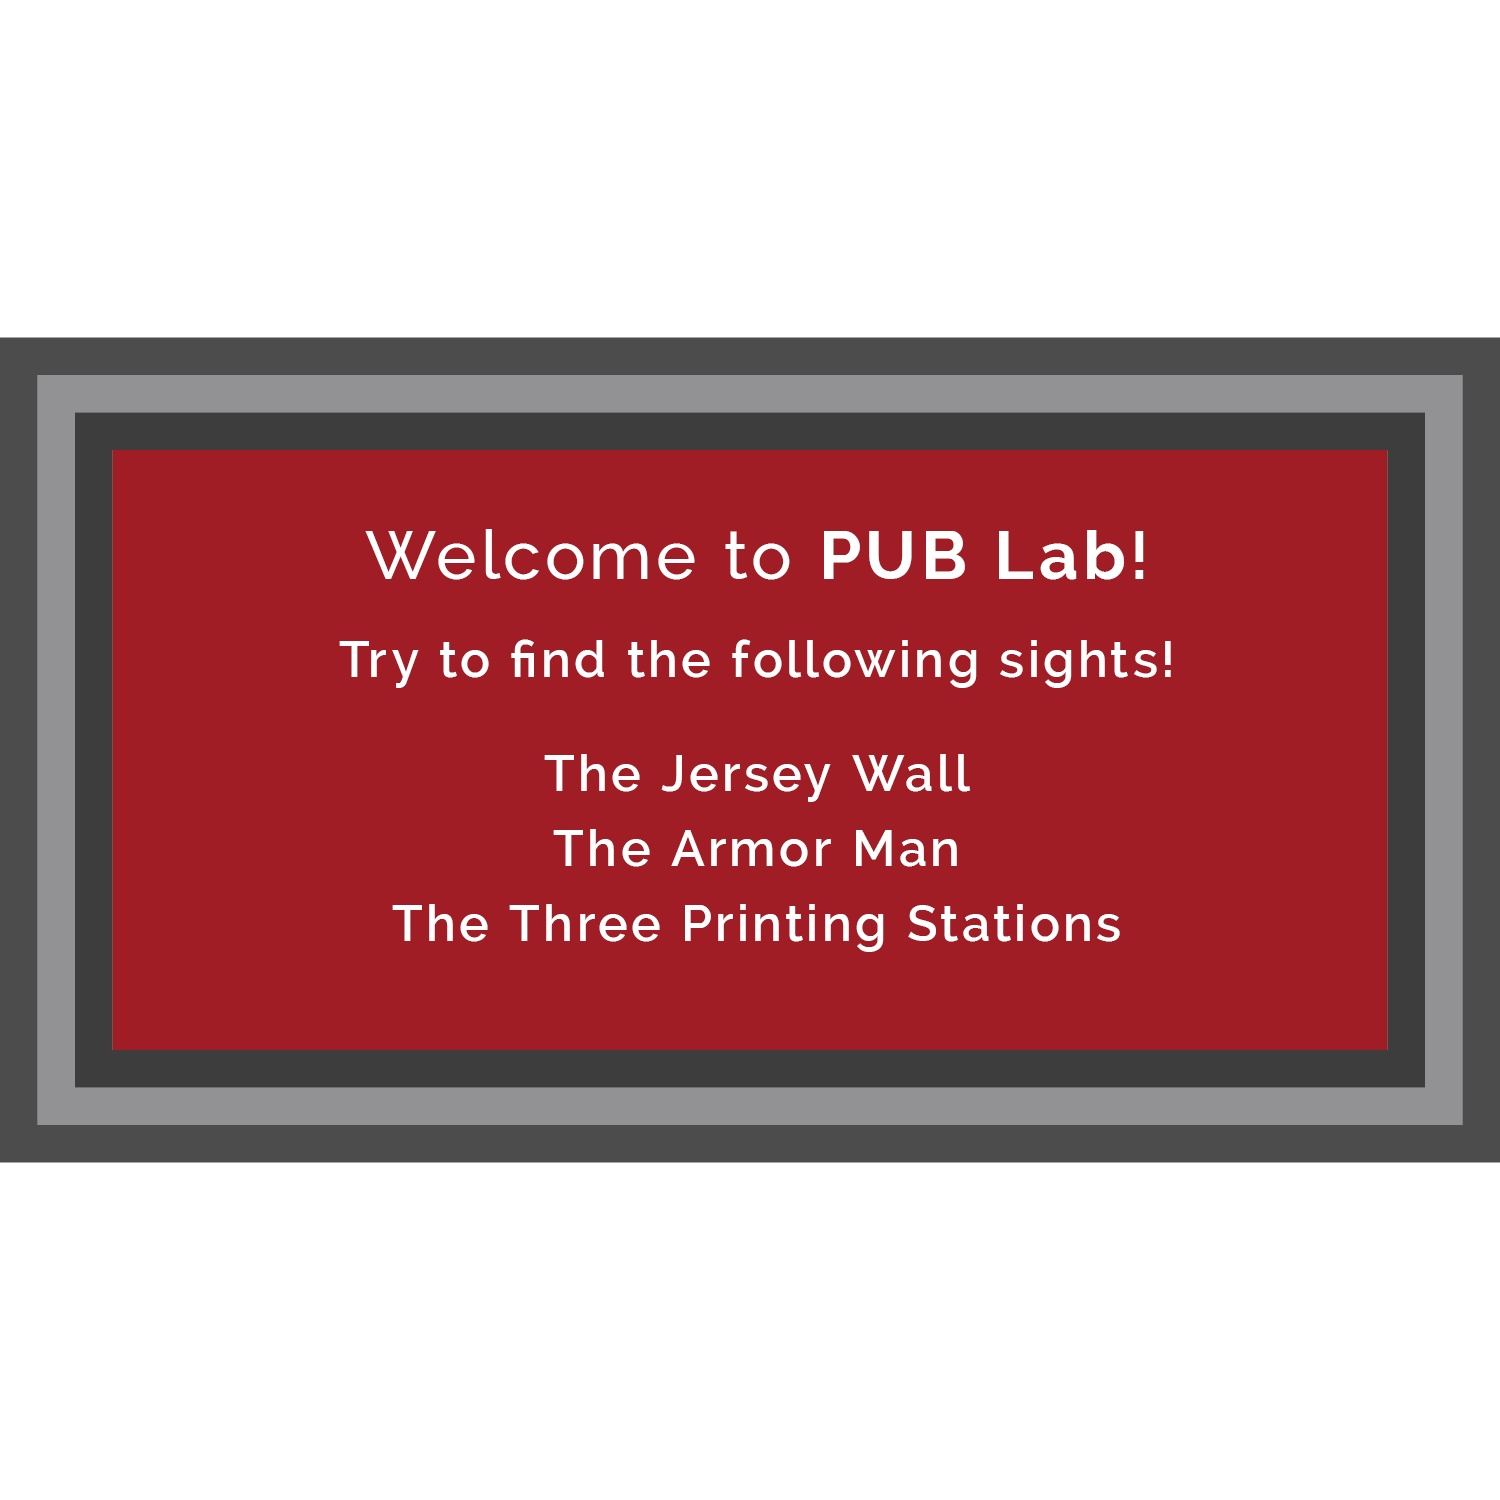 Welcome to PUB Lab!
Try to find the following sights!
The Jersey Wall
The Armor Man
The Three Printing Stations